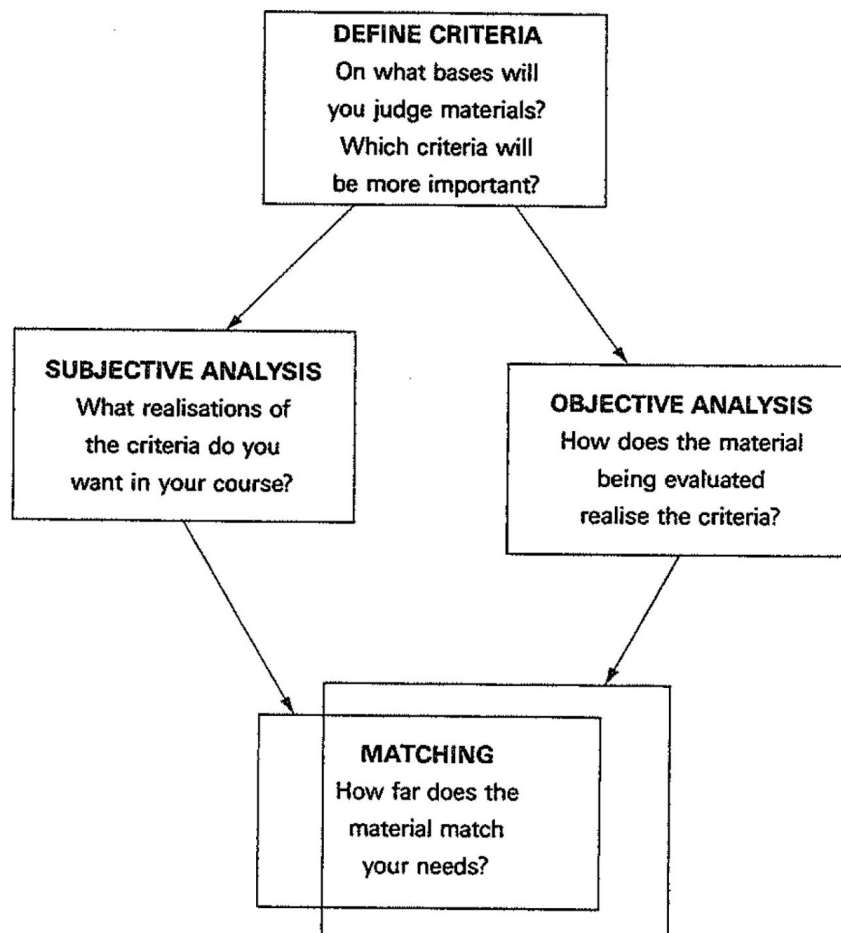 DEFINE CRITERIA
On what bases will
you judge materials?
Which criteria will
be more important?
SUBJECTIVE ANALYSIS
What realisations of
the criteria do you
want in your course?
OBJECTIVE ANALYSIS
How does the material
being evaluated
realise the criteria?
MATCHING
How far does the
material match
your needs?